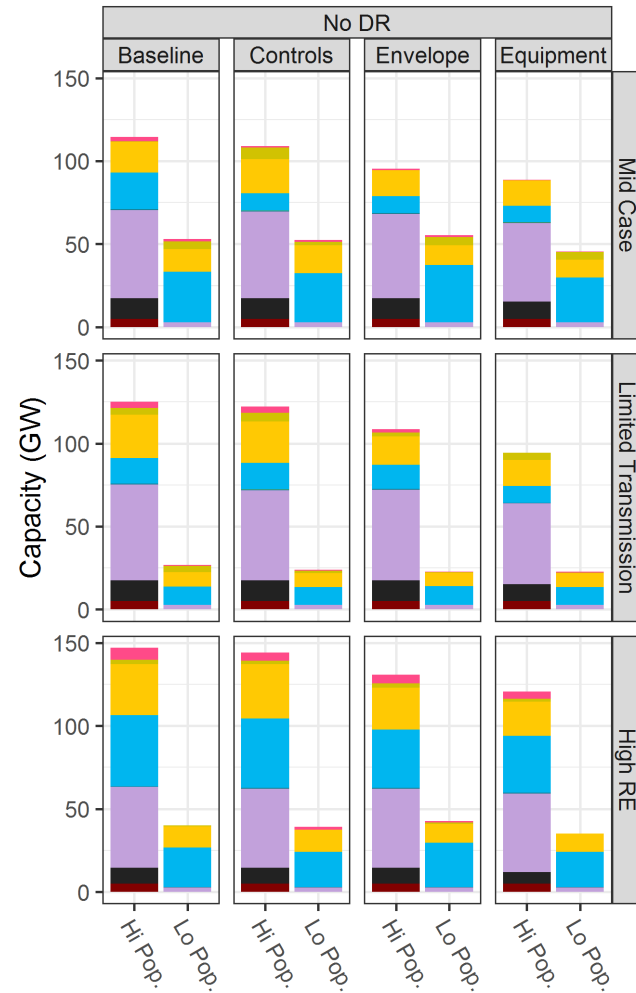 No DR
Baseline Controls Envelope Equipment
150
100
50
0
Mid Case
150
100
50
0
Limited Transmission
150
100
50
0
High RE
Capacity (GW)
Hi Pop. Lo Pop. Hi Pop. Lo Pop. Hi Pop. Lo Pop. Hi Pop. Lo Pop.